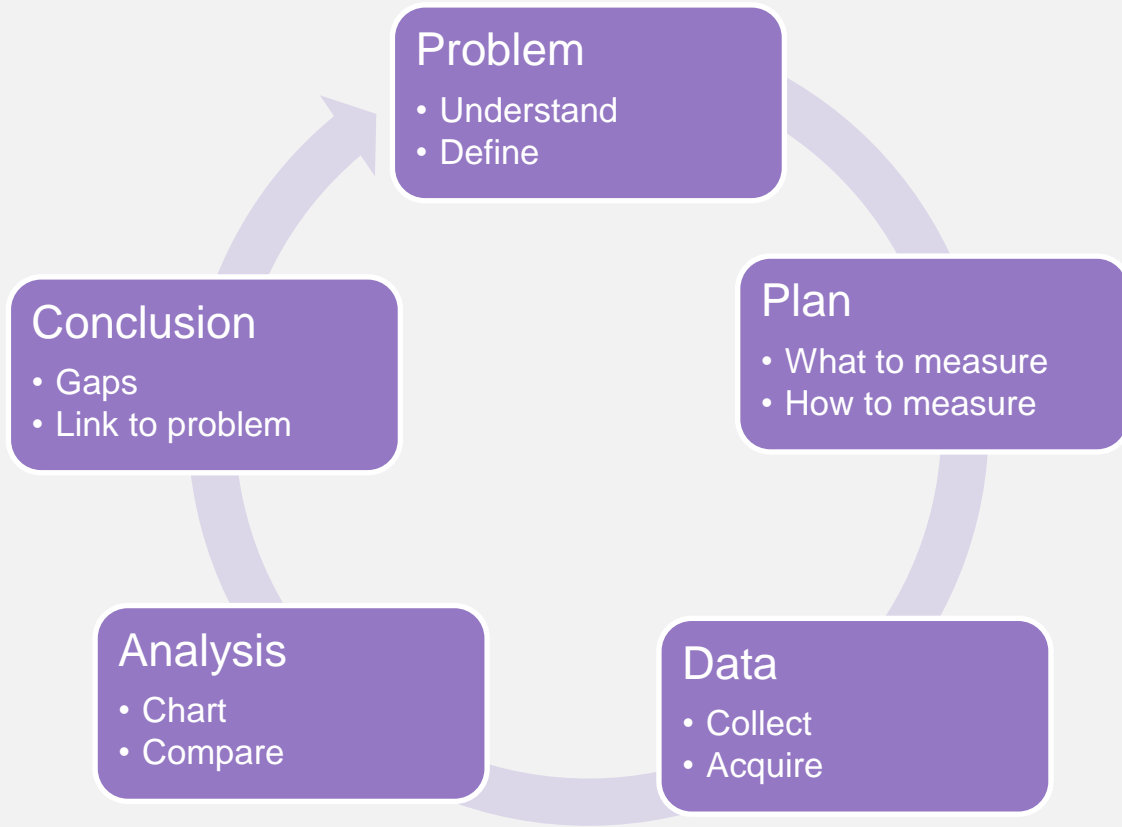 Problem
• Understand
• Define
Plan
• What to measure
• How to measure
Data
• Collect
• Acquire
Analysis
• Chart
• Compare
Conclusion
• Gaps
• Link to problem